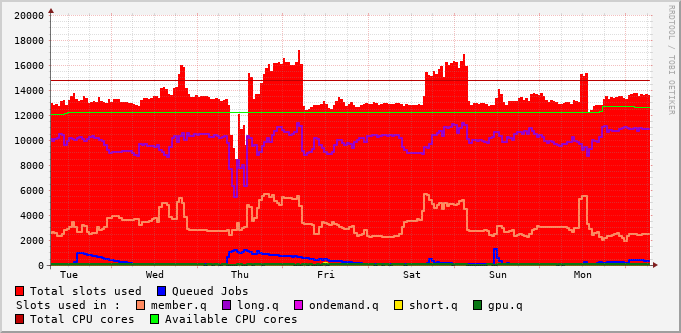 20000
18000
16000
14000
12000
10000
8000
6000
4000
2000
0
Tue Wed Thu Fri Sat Sun Mon
RRDTOOL / TOBI OETIKER
Total slots used Queued Jobs
Slots used in : member.q long.q ondemand.q short.q gpu.q
Total CPU cores Available CPU cores